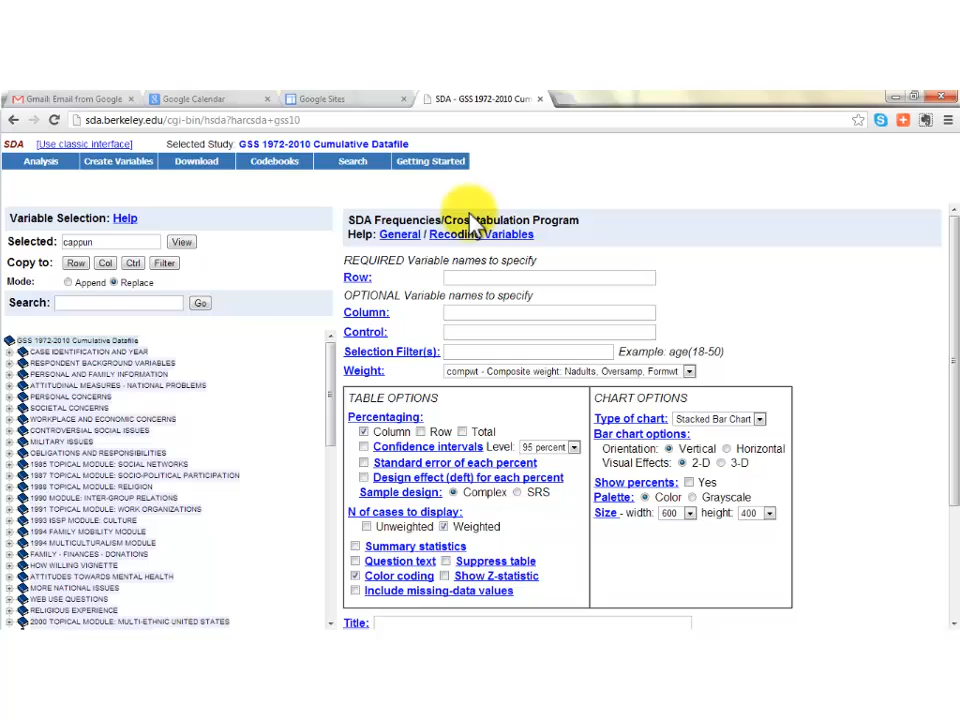 Gmail: Email from Google
Google Calendar
Google Sites
SDA - GSS 1972-2010 Cum
sda.berkeley.edu/cgi-bin/hsda?harcsda+gss10
SDA [Use classic interface] Selected Study: GSS 1972-2010 Cumulative Datafile
Analysis Create Variables Download Codebooks Search Getting Started
Variable Selection: Help
Selected: cappun View
Copy to: Row Col Ctrl Filter
Mode: Append Replace
Search: Go
GSS 1972-2010 Cumulative Datafile
CASE IDENTIFICATION AND YEAR
RESPONDENT BACKGROUND VARIABLES
PERSONAL AND FAMILY INFORMATION
ATTITUDINAL MEASURES - NATIONAL PROBLEMS
PERSONAL CONCERNS
SOCIETAL CONCERNS
WORKPLACE AND ECONOMIC CONCERNS
CONTROVERSIAL SOCIAL ISSUES
MILITARY ISSUES
OBLIGATIONS AND RESPONSIBILITIES
1985 TOPICAL MODULE: SOCIAL NETWORKS
1987 TOPICAL MODULE: SOCIO-POLITICAL PARTICIPATION
1988 TOPICAL MODULE: RELIGION
1990 MODULE: INTER-GROUP RELATIONS
1991 TOPICAL MODULE: WORK ORGANIZATIONS
1993 ISSP MODULE: CULTURE
1994 FAMILY MOBILITY MODULE
1994 MULTICULTURALISM MODULE
FAMILY - FINANCES - DONATIONS
HOW WILLING VIGNETTE
ATTITUDES TOWARDS MENTAL HEALTH
MORE NATIONAL ISSUES
WEB USE QUESTIONS
RELIGIOUS EXPERIENCE
2000 TOPICAL MODULE: MULTI-ETHNIC UNITED STATES
SDA Frequencies/Crosstabulation Program
Help: General / Recoding Variables
REQUIRED Variable names to specify
Row:
OPTIONAL Variable names to specify
Column:
Control:
Selection Filter(s): Example: age(18-50)
Weight: compwt - Composite weight: Nadults, Oversamp, Formwt
TABLE OPTIONS
Percentaging:
Column Row Total
Confidence intervals Level: 95 percent
Standard error of each percent
Design effect (deft) for each percent
Sample design: Complex SRS
N of cases to display:
Unweighted Weighted
Summary statistics
Question text Suppress table
Color coding Show Z-statistic
Include missing-data values
CHART OPTIONS
Type of chart: Stacked Bar Chart
Bar chart options:
Orientation: Vertical Horizontal
Visual Effects: 2-D 3-D
Show percents: Yes
Palette: Color Grayscale
Size - width: 600 height: 400
Title: